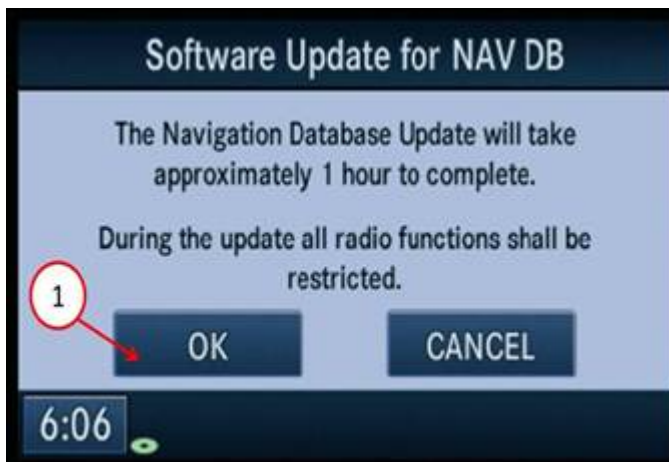 Software Update for NAV DB
The Navigation Database Update will take
approximately 1 hour to complete.
During the update all radio functions shall be
restricted.
1
OK
CANCEL
6:06